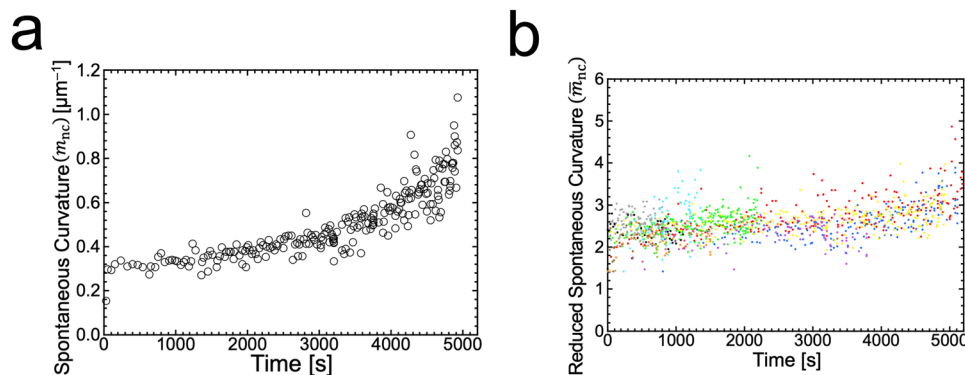 a
Spontaneous Curvature (m_nc) [μm⁻¹]
1.2
1.0
0.8
0.6
0.4
0.2
0.0
0 1000 2000 3000 4000 5000
Time [s]
b
Reduced Spontaneous Curvature (m̅_nc)
6
5
4
3
2
1
0
0 1000 2000 3000 4000 5000
Time [s]